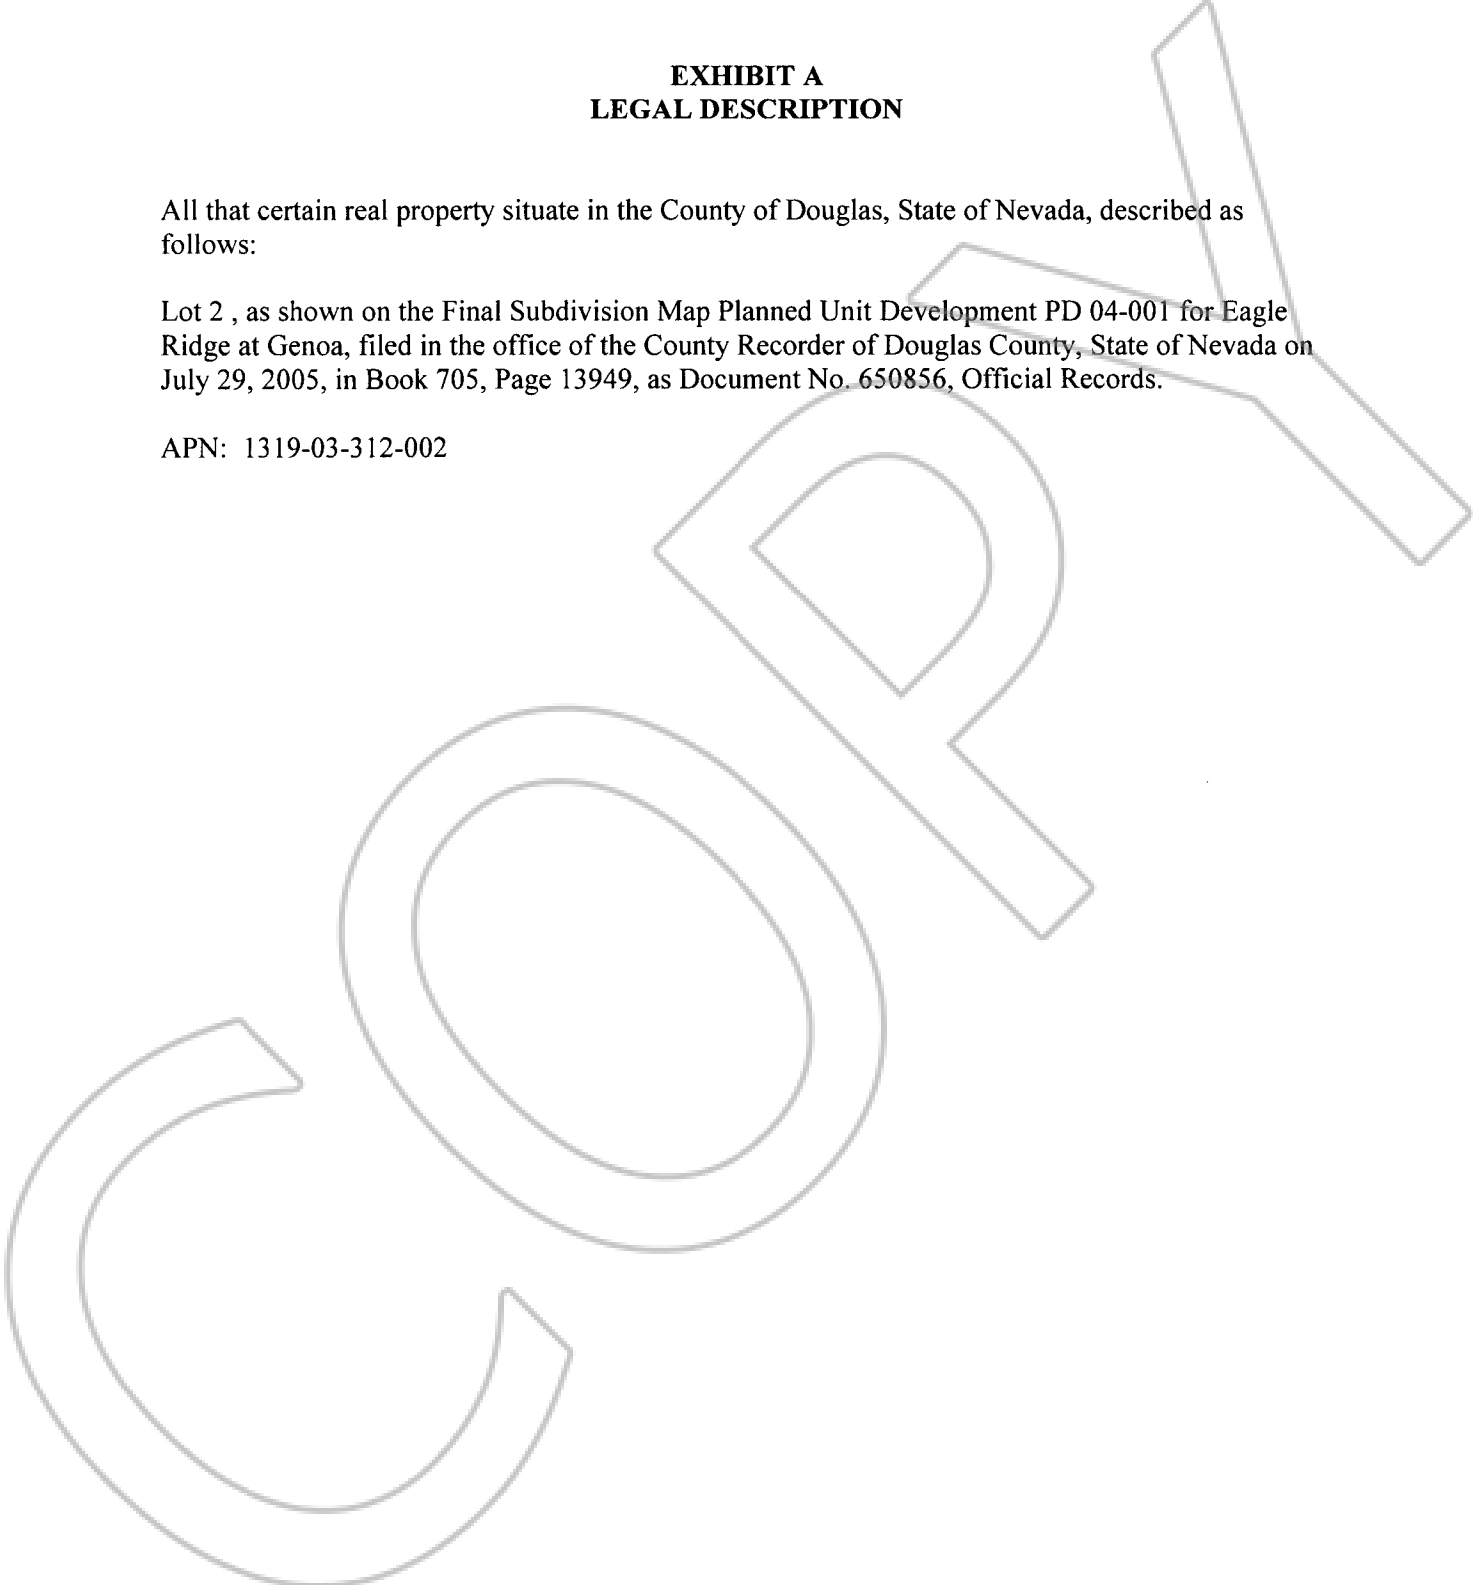 EXHIBIT A
LEGAL DESCRIPTION
All that certain real property situate in the County of Douglas, State of Nevada, described as
follows:
Lot 2 , as shown on the Final Subdivision Map Planned Unit Development PD 04-001 for Eagle
Ridge at Genoa, filed in the office of the County Recorder of Douglas County, State of Nevada on
July 29, 2005, in Book 705, Page 13949, as Document No. 650856, Official Records.
APN: 1319-03-312-002
COPY